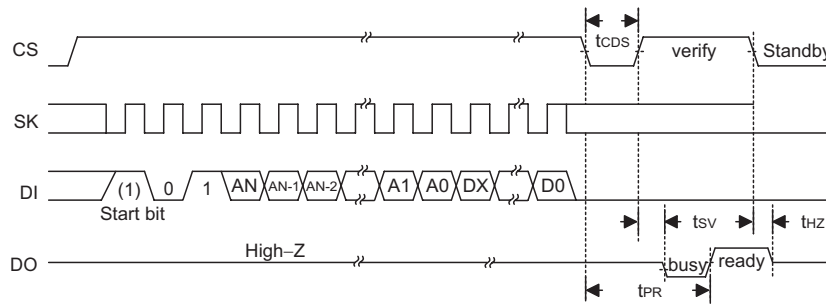 CS
tCDS
verify
Standby
SK
DI
(1) 0 1 AN AN-1 AN-2 A1 A0 DX D0
Start bit
tSV
tHZ
High–Z
DO
busy
ready
tPR